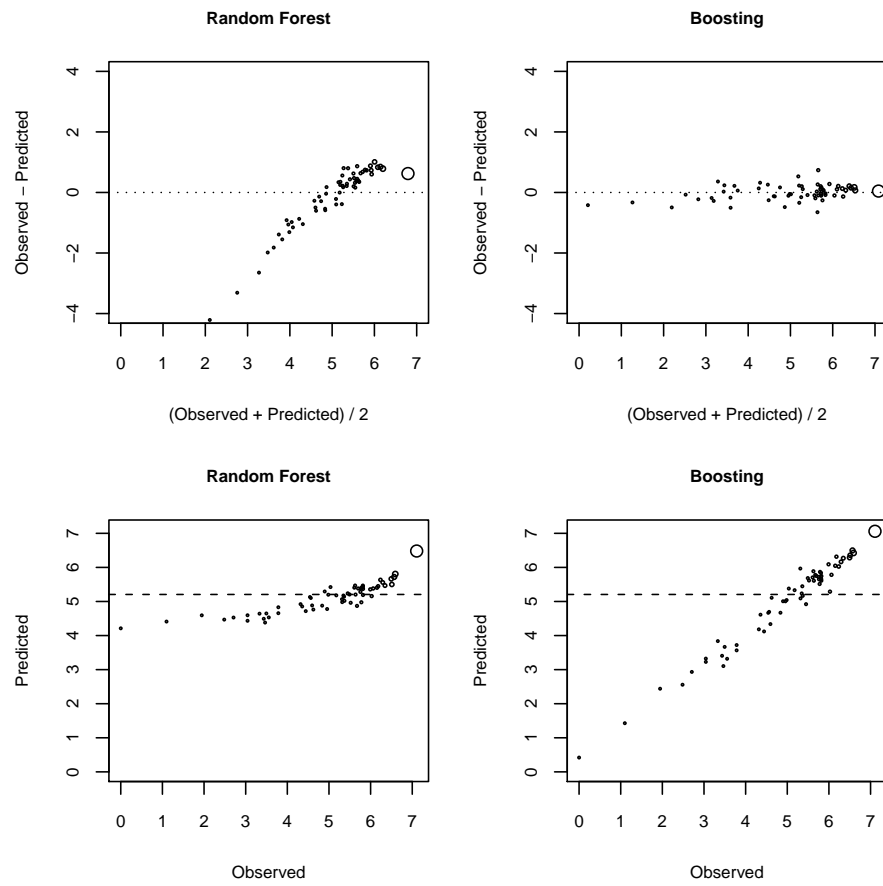 Random Forest
Observed − Predicted
4
2
0
−2
−4
0 1 2 3 4 5 6 7
(Observed + Predicted) / 2
Boosting
Observed − Predicted
4
2
0
−2
−4
0 1 2 3 4 5 6 7
(Observed + Predicted) / 2
Random Forest
Predicted
7
6
5
4
3
2
1
0
0 1 2 3 4 5 6 7
Observed
Boosting
Predicted
7
6
5
4
3
2
1
0
0 1 2 3 4 5 6 7
Observed